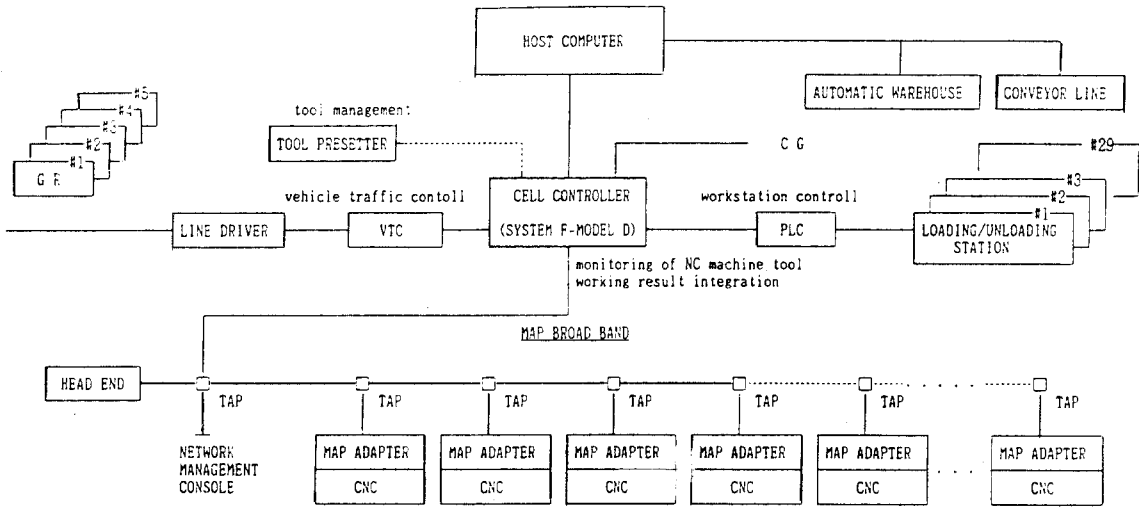 HOST COMPUTER
AUTOMATIC WAREHOUSE
CONVEYOR LINE
#5
#4
#3
#2
#1
G R
tool management
TOOL PRESETTER
C G
#29
#3
#2
#1
LOADING/UNLOADING
STATION
vehicle traffic contoll
CELL CONTROLLER
(SYSTEM F-MODEL D)
workstation controll
LINE DRIVER
VTC
PLC
monitoring of NC machine tool
working result integration
MAP BROAD BAND
HEAD END
TAP
TAP
TAP
TAP
TAP
TAP
TAP
NETWORK
MANAGEMENT
CONSOLE
MAP ADAPTER
CNC
MAP ADAPTER
CNC
MAP ADAPTER
CNC
MAP ADAPTER
CNC
MAP ADAPTER
CNC
MAP ADAPTER
CNC